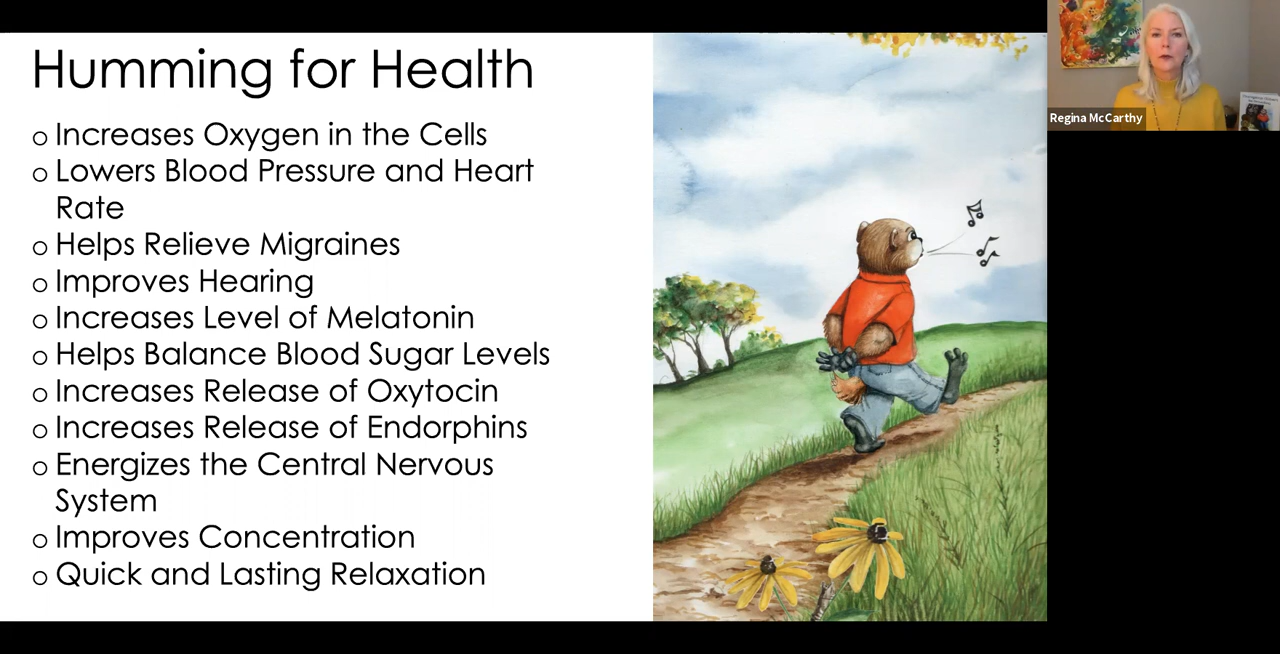 Humming for Health
o Increases Oxygen in the Cells
o Lowers Blood Pressure and Heart
Rate
o Helps Relieve Migraines
o Improves Hearing
o Increases Level of Melatonin
o Helps Balance Blood Sugar Levels
o Increases Release of Oxytocin
o Increases Release of Endorphins
o Energizes the Central Nervous
System
o Improves Concentration
o Quick and Lasting Relaxation
Regina McCarthy